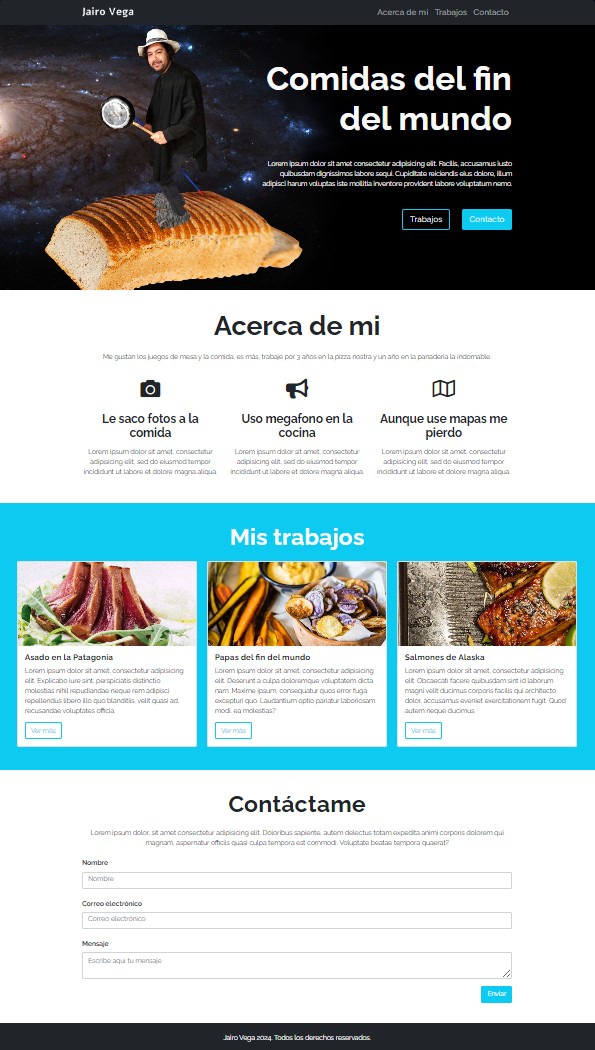 Jairo Vega
Acerca de mi Trabajos Contacto
Comidas del fin
del mundo
Lorem ipsum dolor sit amet consectetur adipisicing elit. Facilis, accusamus iusto
quibusdam dignissimos labore sequi. Cupiditate reiciendis eius dolore, illum
adipisci harum voluptas iste mollitia inventore provident labore voluptatum nemo.
Trabajos Contacto
Acerca de mi
Me gustan los juegos de mesa y la comida, es más, trabaje por 3 años en la pizza nostra y un año en la panadería la indomable.
Le saco fotos a la
comida
Lorem ipsum dolor sit amet, consectetur
adipisicing elit, sed do eiusmod tempor
incididunt ut labore et dolore magna aliqua.
Uso megafono en la
cocina
Lorem ipsum dolor sit amet, consectetur
adipisicing elit, sed do eiusmod tempor
incididunt ut labore et dolore magna aliqua.
Aunque use mapas me
pierdo
Lorem ipsum dolor sit amet, consectetur
adipisicing elit, sed do eiusmod tempor
incididunt ut labore et dolore magna aliqua.
Mis trabajos
Asado en la Patagonia
Lorem ipsum dolor sit amet, consectetur adipisicing
elit. Explicabo iure sint, perspiciatis distinctio
molestias nihil repudiandae neque rem adipisci
repellendus libero illo quo blanditiis, velit quasi ad,
recusandae voluptates officia.
Ver más
Papas del fin del mundo
Lorem ipsum dolor sit amet, consectetur adipisicing
elit. Deserunt a culpa doloremque voluptatem dicta
nam. Maxime ipsum, consequatur quos error fuga
excepturi quo. Laudantium optio pariatur laboriosam
modi, ea molestias?
Ver más
Salmones de Alaska
Lorem ipsum dolor sit amet, consectetur adipisicing
elit. Obcaecati facere quibusdam sint id laborum
magni velit ducimus corporis facilis qui architecto
dolor, accusamus eveniet exercitationem fugit. Quod
autem neque ducimus.
Ver más
Contáctame
Lorem ipsum dolor, sit amet consectetur adipisicing elit. Doloribus sapiente, autem delectus totam expedita animi corporis dolorem qui
magnam, aspernatur officiis quasi culpa tempora est commodi. Voluptate beatae tempora quaerat?
Nombre
Nombre
Correo electrónico
Correo electrónico
Mensaje
Escribe aquí tu mensaje
Enviar
Jairo Vega 2024. Todos los derechos reservados.